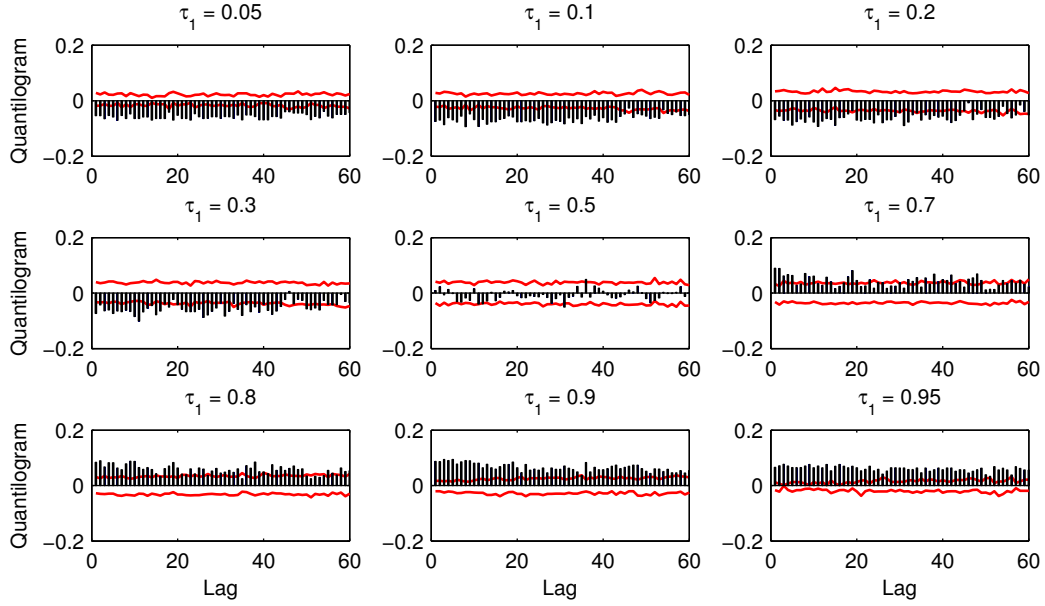 τ₁ = 0.05 τ₁ = 0.1 τ₁ = 0.2
0.2 0.2 0.2
Quantilogram
0 0 0
−0.2 −0.2 −0.2
0 20 40 60 0 20 40 60 0 20 40 60
τ₁ = 0.3 τ₁ = 0.5 τ₁ = 0.7
0.2 0.2 0.2
Quantilogram
0 0 0
−0.2 −0.2 −0.2
0 20 40 60 0 20 40 60 0 20 40 60
τ₁ = 0.8 τ₁ = 0.9 τ₁ = 0.95
0.2 0.2 0.2
Quantilogram
0 0 0
−0.2 −0.2 −0.2
0 20 40 60 0 20 40 60 0 20 40 60
Lag Lag Lag